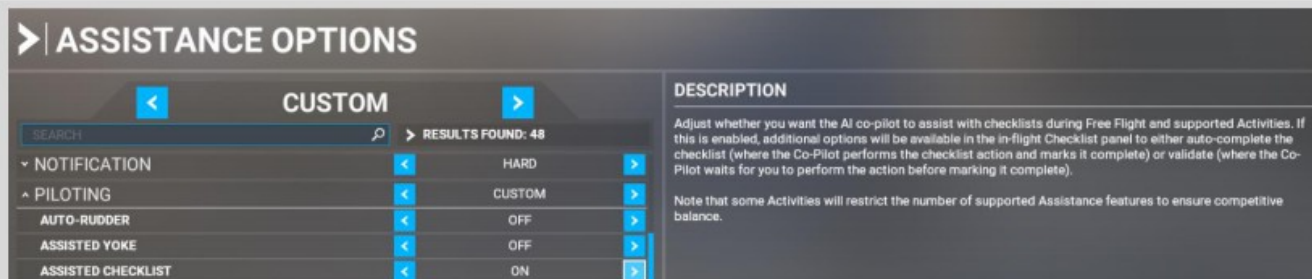 ASSISTANCE OPTIONS
CUSTOM
SEARCH
RESULTS FOUND: 48
NOTIFICATION HARD
PILOTING CUSTOM
AUTO-RUDDER OFF
ASSISTED YOKE OFF
ASSISTED CHECKLIST ON
DESCRIPTION
Adjust whether you want the AI co-pilot to assist with checklists during Free Flight and supported Activities. If
this is enabled, additional options will be available in the in-flight Checklist panel to either auto-complete the
checklist (where the Co-Pilot performs the checklist action and marks it complete) or validate (where the Co-
Pilot waits for you to perform the action before marking it complete).
Note that some Activities will restrict the number of supported Assistance features to ensure competitive
balance.